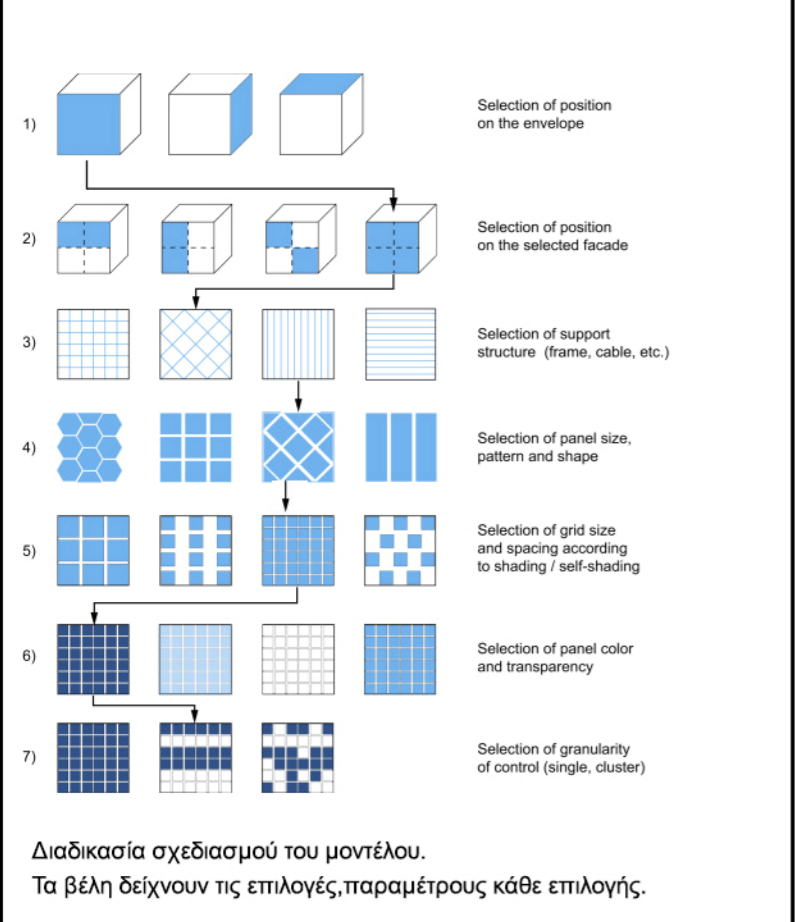 1)
Selection of position
on the envelope
2)
Selection of position
on the selected facade
3)
Selection of support
structure (frame, cable, etc.)
4)
Selection of panel size,
pattern and shape
5)
Selection of grid size
and spacing according
to shading / self-shading
6)
Selection of panel color
and transparency
7)
Selection of granularity
of control (single, cluster)
Διαδικασία σχεδιασμού του μοντέλου.
Τα βέλη δείχνουν τις επιλογές,παραμέτρους κάθε επιλογής.